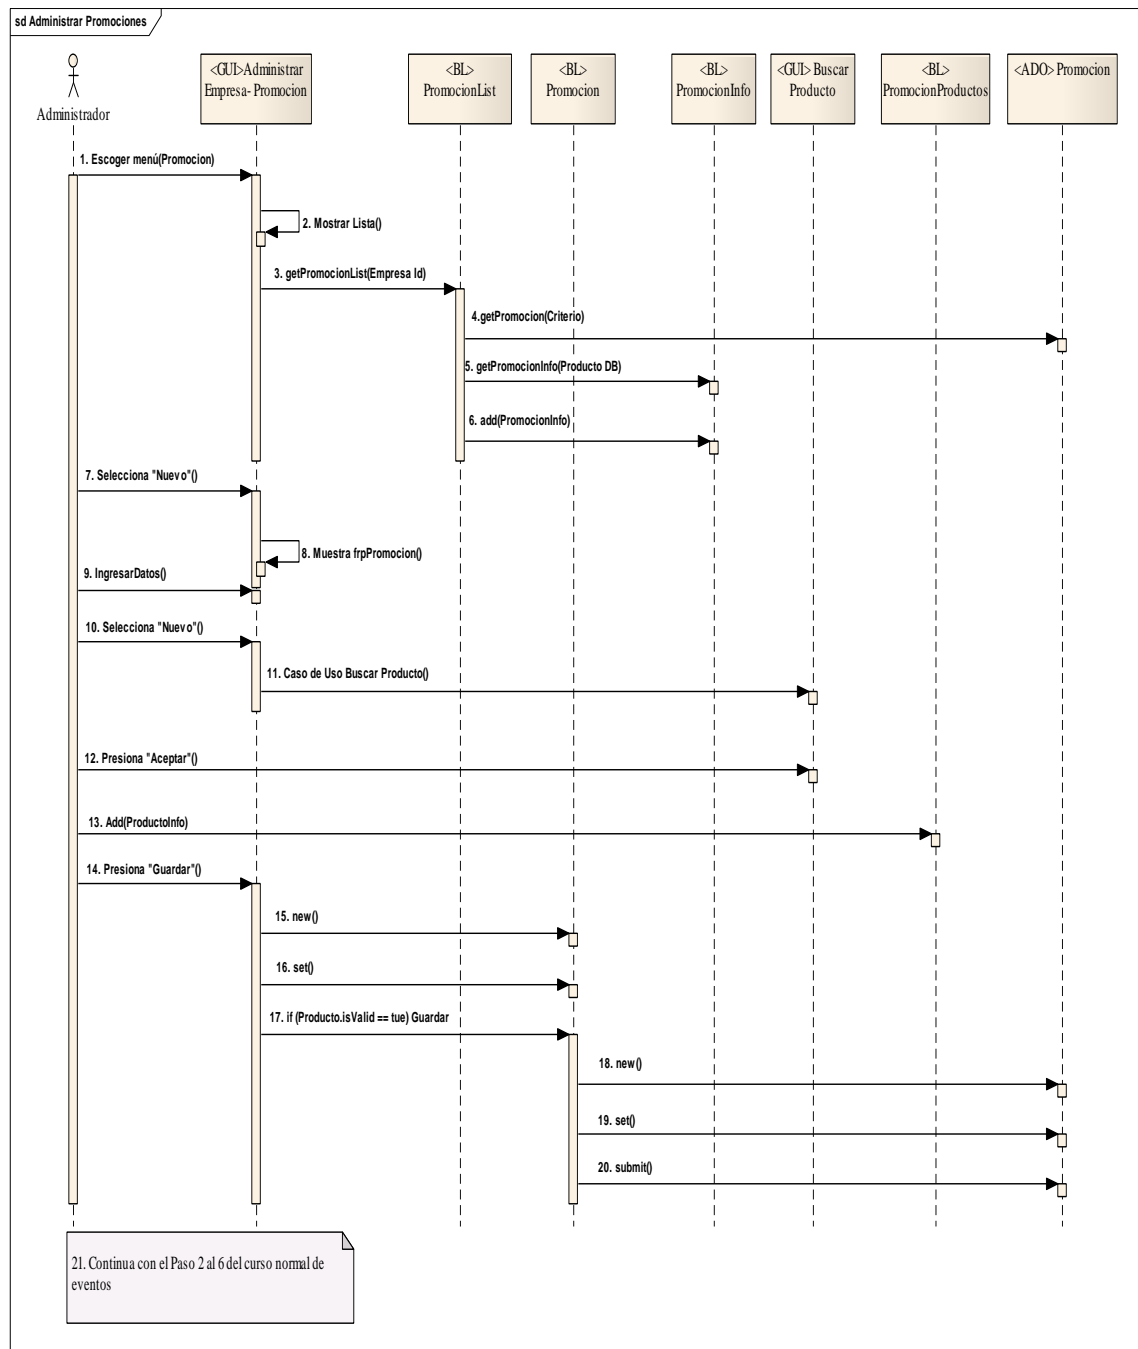 sd Administrar Promociones
Administrador
<GUI>Administrar
Empresa- Promocion
<BL>
PromocionList
<BL>
Promocion
<BL>
PromocionInfo
<GUI> Buscar
Producto
<BL>
PromocionProductos
<ADO> Promocion
1. Escoger menú(Promocion)
2. Mostrar Lista()
3. getPromocionList(Empresa Id)
4.getPromocion(Criterio)
5. getPromocionInfo(Producto DB)
6. add(PromocionInfo)
7. Selecciona "Nuevo"()
8. Muestra frpPromocion()
9. IngresarDatos()
10. Selecciona "Nuevo"()
11. Caso de Uso Buscar Producto()
12. Presiona "Aceptar"()
13. Add(ProductoInfo)
14. Presiona "Guardar"()
15. new()
16. set()
17. if (Producto.isValid == tue) Guardar
18. new()
19. set()
20. submit()
21. Continua con el Paso 2 al 6 del curso normal de
eventos